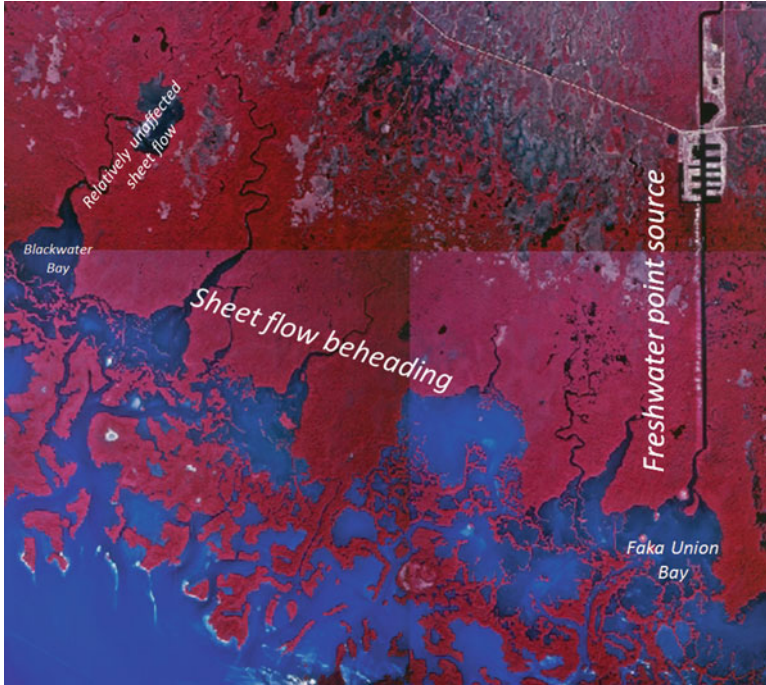 Relatively unaffected
sheet flow
Blackwater
Bay
Sheet flow beheading
Freshwater point source
Faka Union
Bay